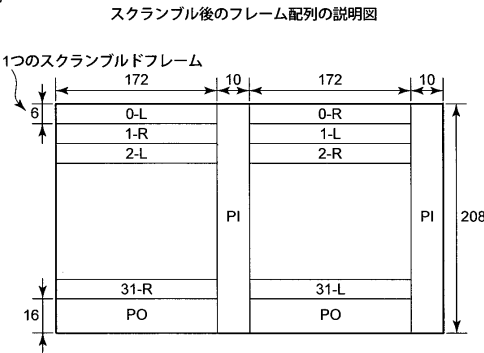 スクランブル後のフレーム配列の説明図
1つのスクランブルドフレーム
172 10 172 10
6 0-L 0-R
1-R 1-L
2-L 2-R
PI PI 208
31-R 31-L
16 PO PO